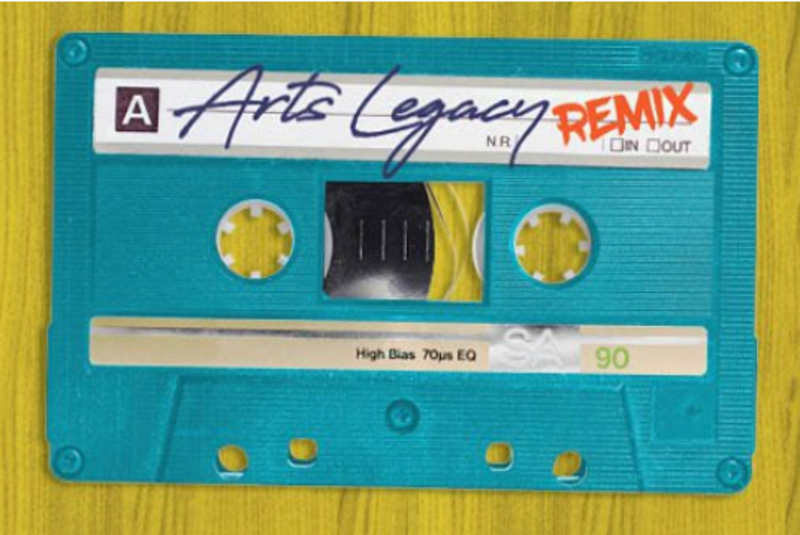 A Arts Legacy REMIX
N.R. □IN □OUT
High Bias 70µs EQ SA 90